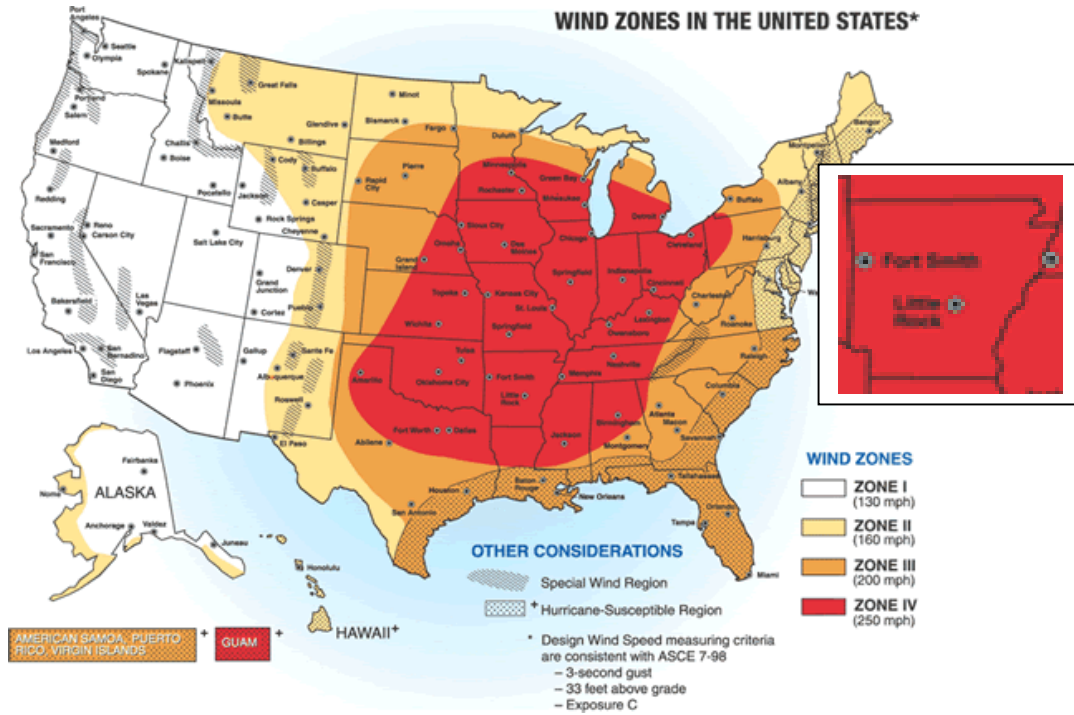 WIND ZONES IN THE UNITED STATES*
Port
Angeles
Seattle
Olympia
Spokane
Kalispell
Great Falls
Minot
Portland
Salem
Missoula
Butte
Glendive
Bismarck
Fargo
Duluth
Bangor
Montpelier
Medford
Challis
Boise
Billings
Cody
Buffalo
Pierre
Rapid
City
Minneapolis
Rochester
Green Bay
Milwaukee
Detroit
Buffalo
Albany
Redding
Pocatello
Jackson
Casper
Rock Springs
Cheyenne
Sioux City
Omaha
Des
Moines
Chicago
Cleveland
Harrisburg
Sacramento
San
Francisco
Reno
Carson City
Salt Lake City
Grand
Junction
Denver
Grand
Island
Springfield
Indianapolis
Cincinnati
Charleston
Bakersfield
Las
Vegas
Cortez
Pueblo
Topeka
Kansas City
St. Louis
Lexington
Roanoke
Wichita
Springfield
Owensboro
Raleigh
Los Angeles
San
Bernadino
San
Diego
Flagstaff
Gallup
Sante Fe
Albuquerque
Amarillo
Tulsa
Oklahoma City
Fort Smith
Little
Rock
Memphis
Nashville
Columbia
Phoenix
Roswell
El Paso
Abilene
Fort Worth
Dallas
Jackson
Birmingham
Montgomery
Atlanta
Macon
Savannah
Tallahassee
Houston
San Antonio
Baton
Rouge
New Orleans
Orlando
Tampa
Miami
Fort Smith
Little
Rock
Fairbanks
Nome
ALASKA
Anchorage
Valdez
Juneau
Honolulu
HAWAII+
AMERICAN SAMOA, PUERTO
RICO, VIRGIN ISLANDS
+
GUAM
+
OTHER CONSIDERATIONS
Special Wind Region
+ Hurricane-Susceptible Region
* Design Wind Speed measuring criteria
are consistent with ASCE 7-98
– 3-second gust
– 33 feet above grade
– Exposure C
WIND ZONES
ZONE I
(130 mph)
ZONE II
(160 mph)
ZONE III
(200 mph)
ZONE IV
(250 mph)